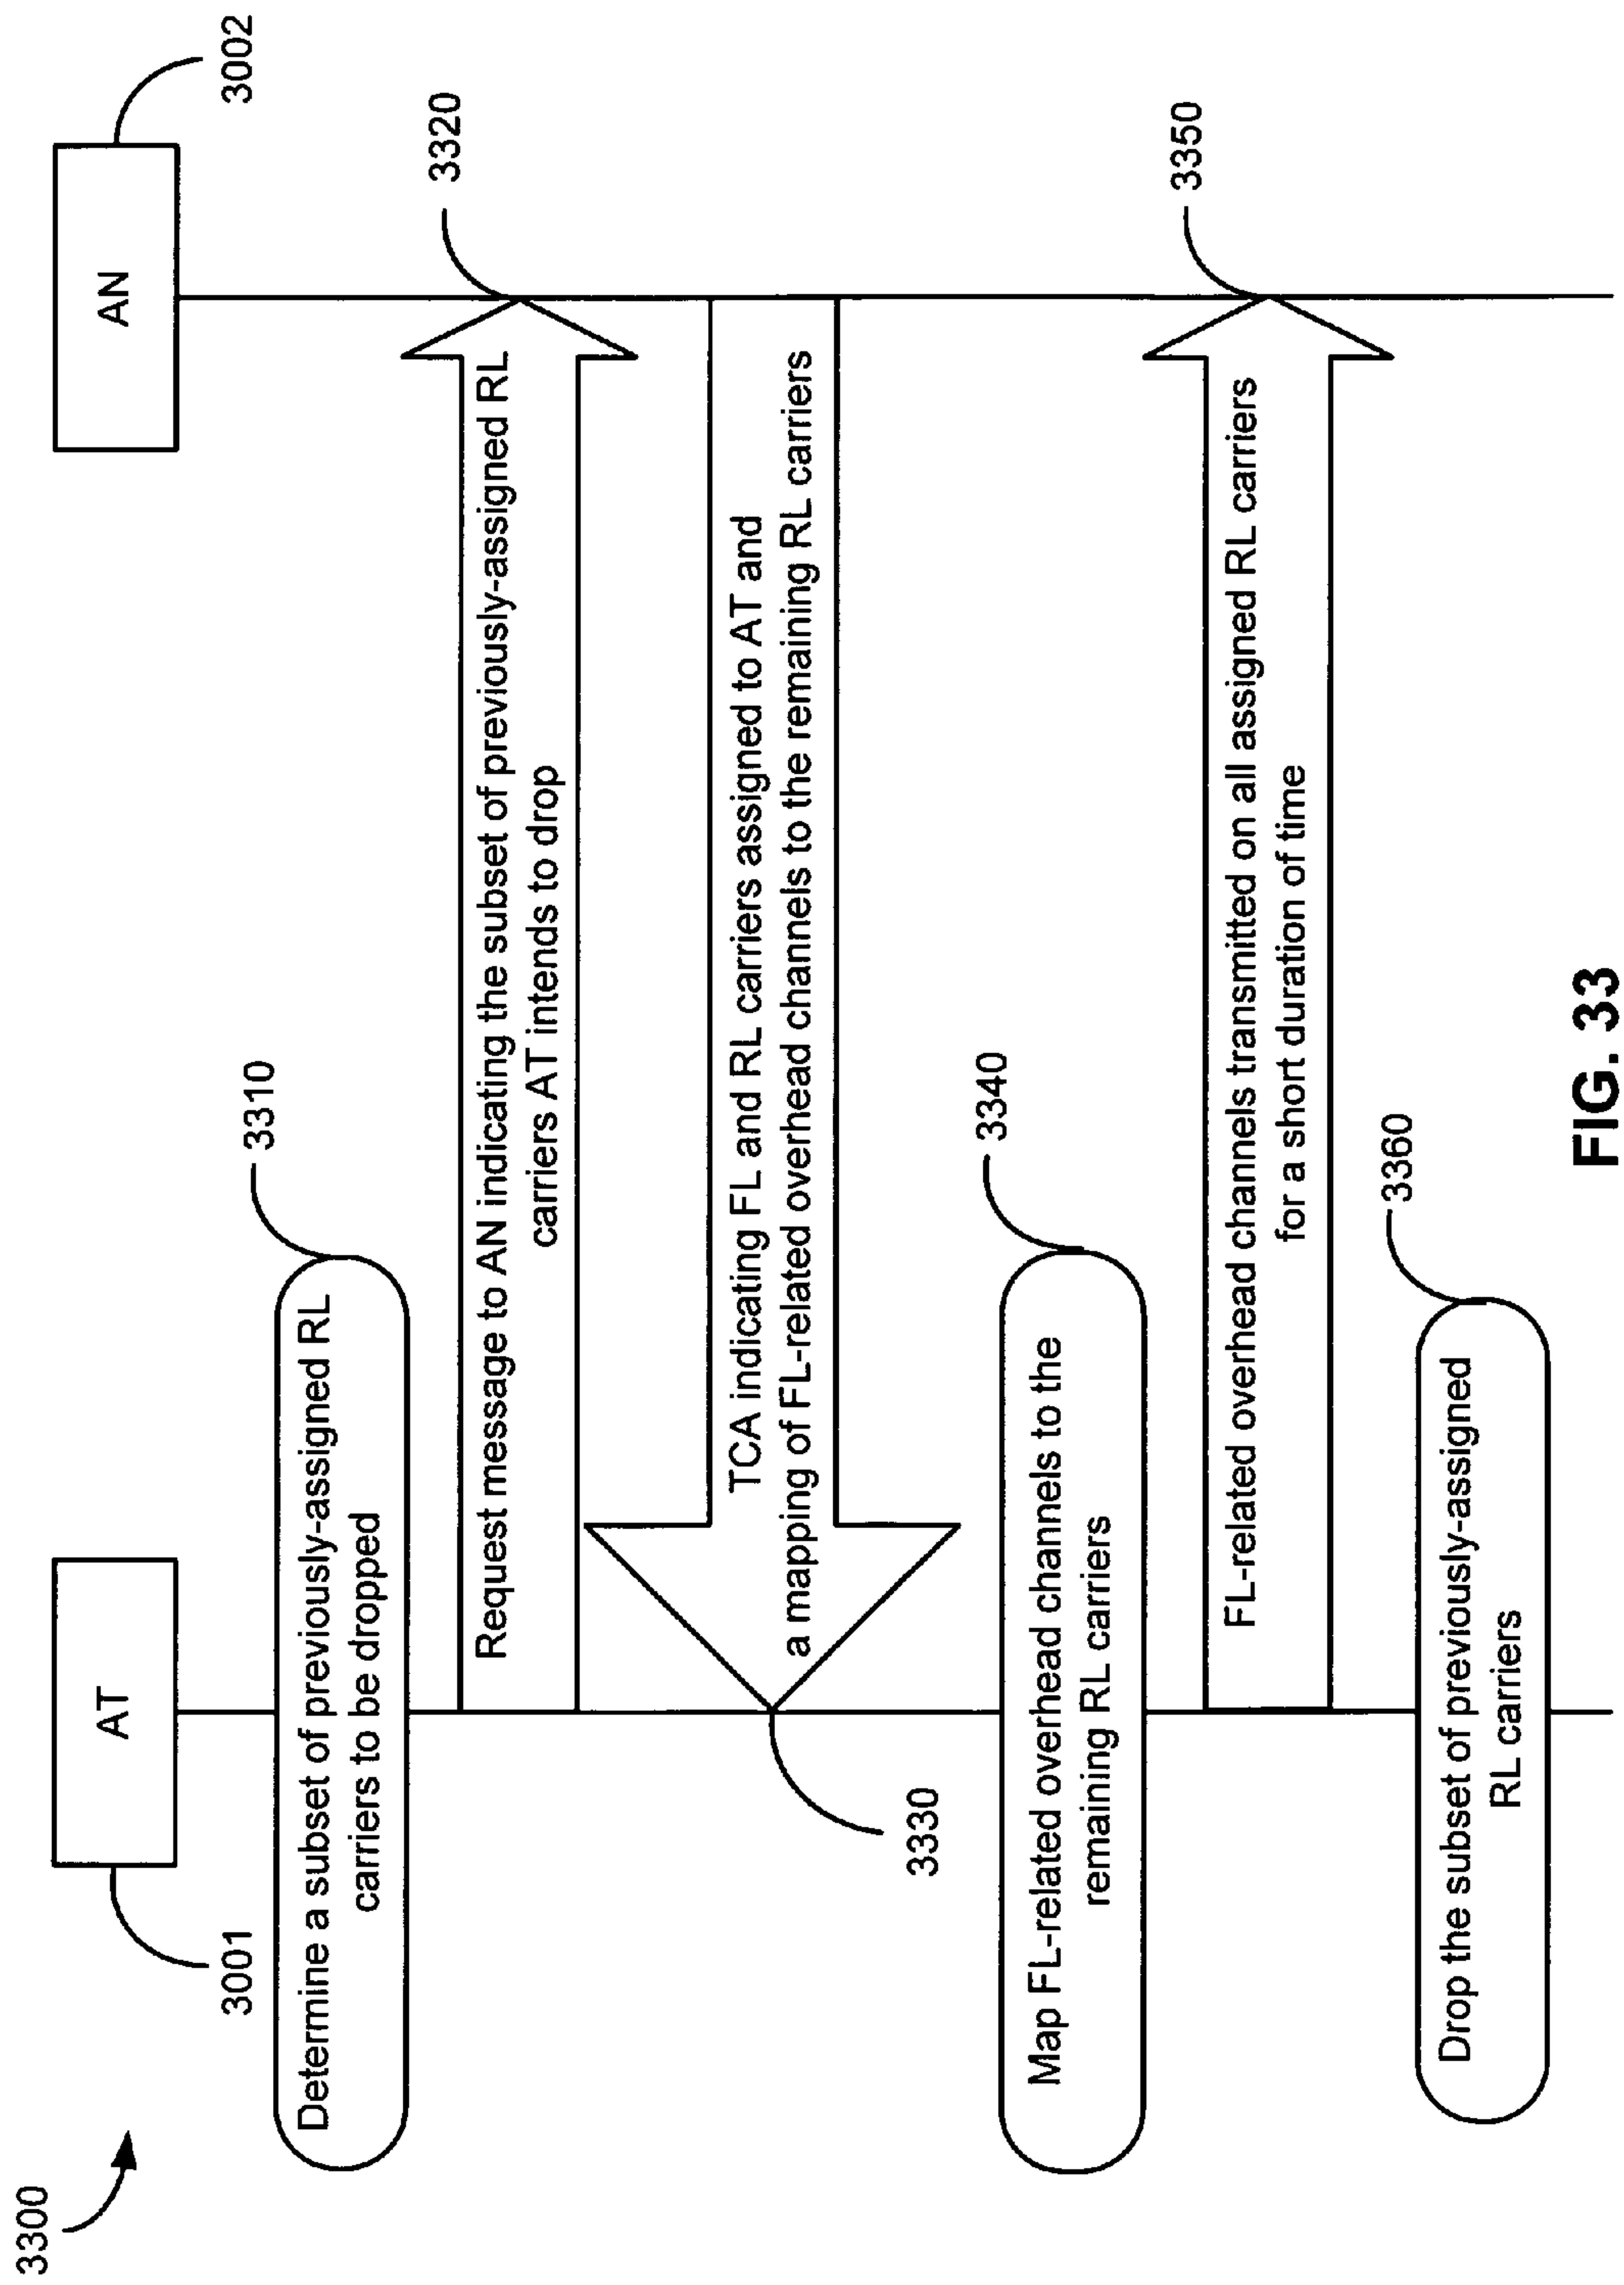 3300
AT
3001
AN
3002
Determine a subset of previously-assigned RL
carriers to be dropped
3310
Request message to AN indicating the subset of previously-assigned RL
carriers AT intends to drop
3320
TCA indicating FL and RL carriers assigned to AT and
a mapping of FL-related overhead channels to the remaining RL carriers
3330
Map FL-related overhead channels to the
remaining RL carriers
3340
FL-related overhead channels transmitted on all assigned RL carriers
for a short duration of time
3350
Drop the subset of previously-assigned
RL carriers
3360
FIG. 33